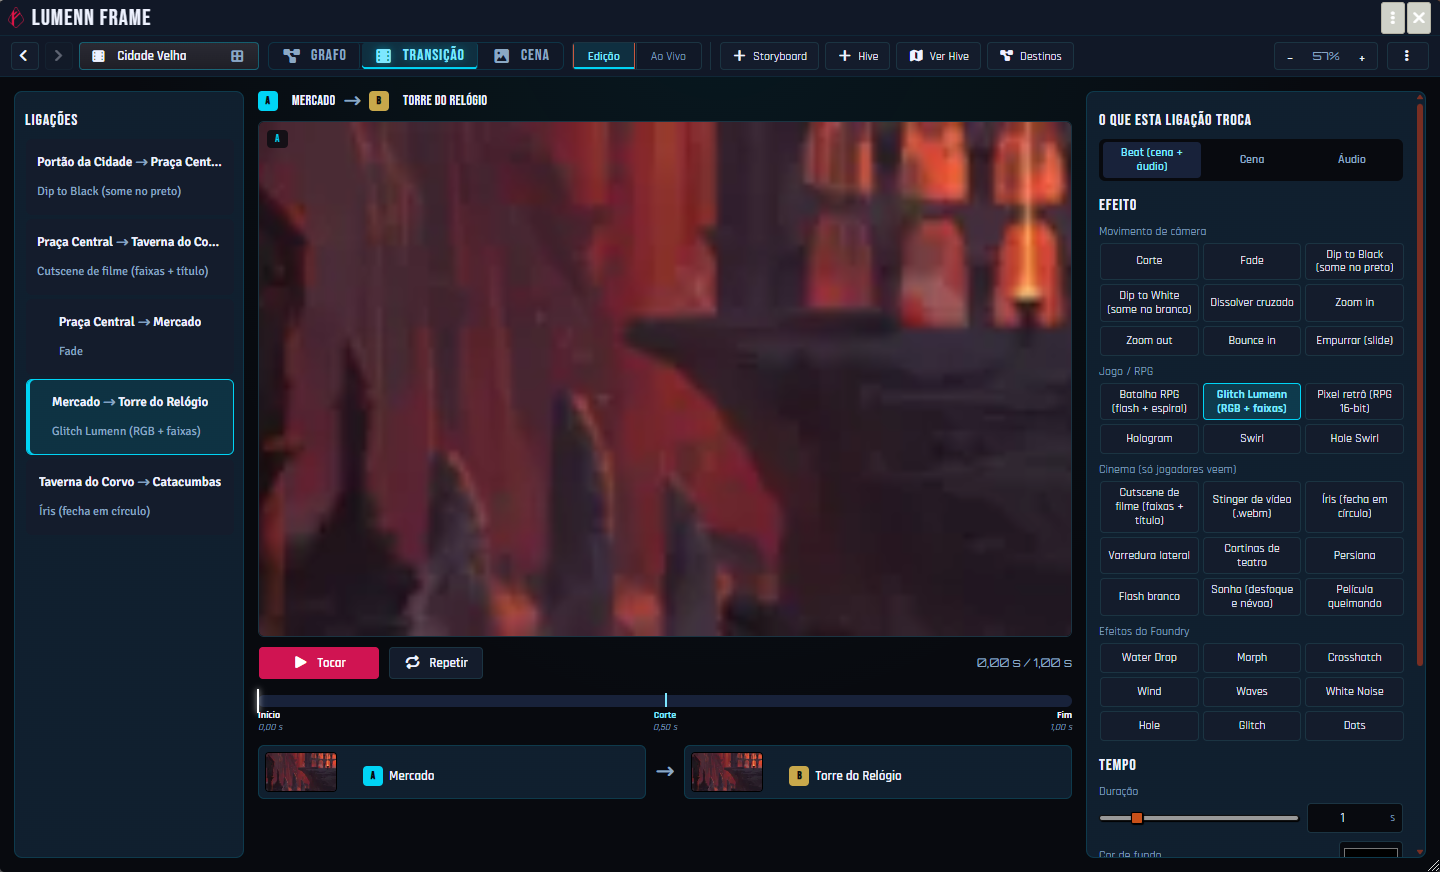 LUMENN FRAME
Cidade Velha
GRAFO
TRANSIÇÃO
CENA
Edição
Ao Vivo
Storyboard
Hive
Ver Hive
Destinos
- 57% +
LIGAÇÕES
Portão da Cidade → Praça Cent...
Dip to Black (some no preto)
Praça Central → Taverna do Co...
Cutscene de filme (faixas + título)
Praça Central → Mercado
Fade
Mercado → Torre do Relógio
Glitch Lumenn (RGB + faixas)
Taverna do Corvo → Catacumbas
Íris (fecha em círculo)
A MERCADO → B TORRE DO RELÓGIO
A
Tocar
Repetir
0,00 s / 1,00 s
Início
0,00 s
Corte
0,50 s
Fim
1,00 s
A Mercado
→
B Torre do Relógio
O QUE ESTA LIGAÇÃO TROCA
Beat (cena +
áudio)
Cena
Áudio
EFEITO
Movimento de câmera
Corte
Fade
Dip to Black
(some no preto)
Dip to White
(some no branco)
Dissolver cruzado
Zoom in
Zoom out
Bounce in
Empurrar (slide)
Jogo / RPG
Batalha RPG
(flash + espiral)
Glitch Lumenn
(RGB + faixas)
Pixel retrô (RPG
16-bit)
Hologram
Swirl
Hole Swirl
Cinema (só jogadores veem)
Cutscene de
filme (faixas +
título)
Stinger de vídeo
(.webm)
Íris (fecha em
círculo)
Varredura lateral
Cortinas de
teatro
Persiana
Flash branco
Sonho (desfoque
e névoa)
Película
queimando
Efeitos do Foundry
Water Drop
Morph
Crosshatch
Wind
Waves
White Noise
Hole
Glitch
Dots
TEMPO
Duração
1 s
Cor de fundo